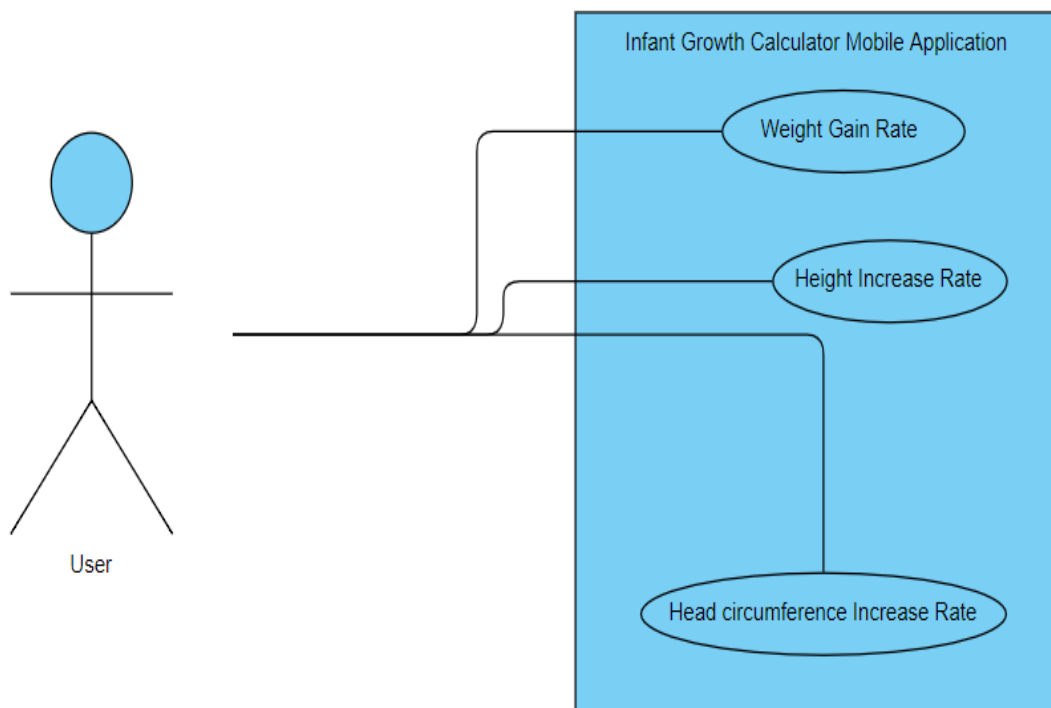 Infant Growth Calculator Mobile Application
Weight Gain Rate
Height Increase Rate
User
Head circumference Increase Rate